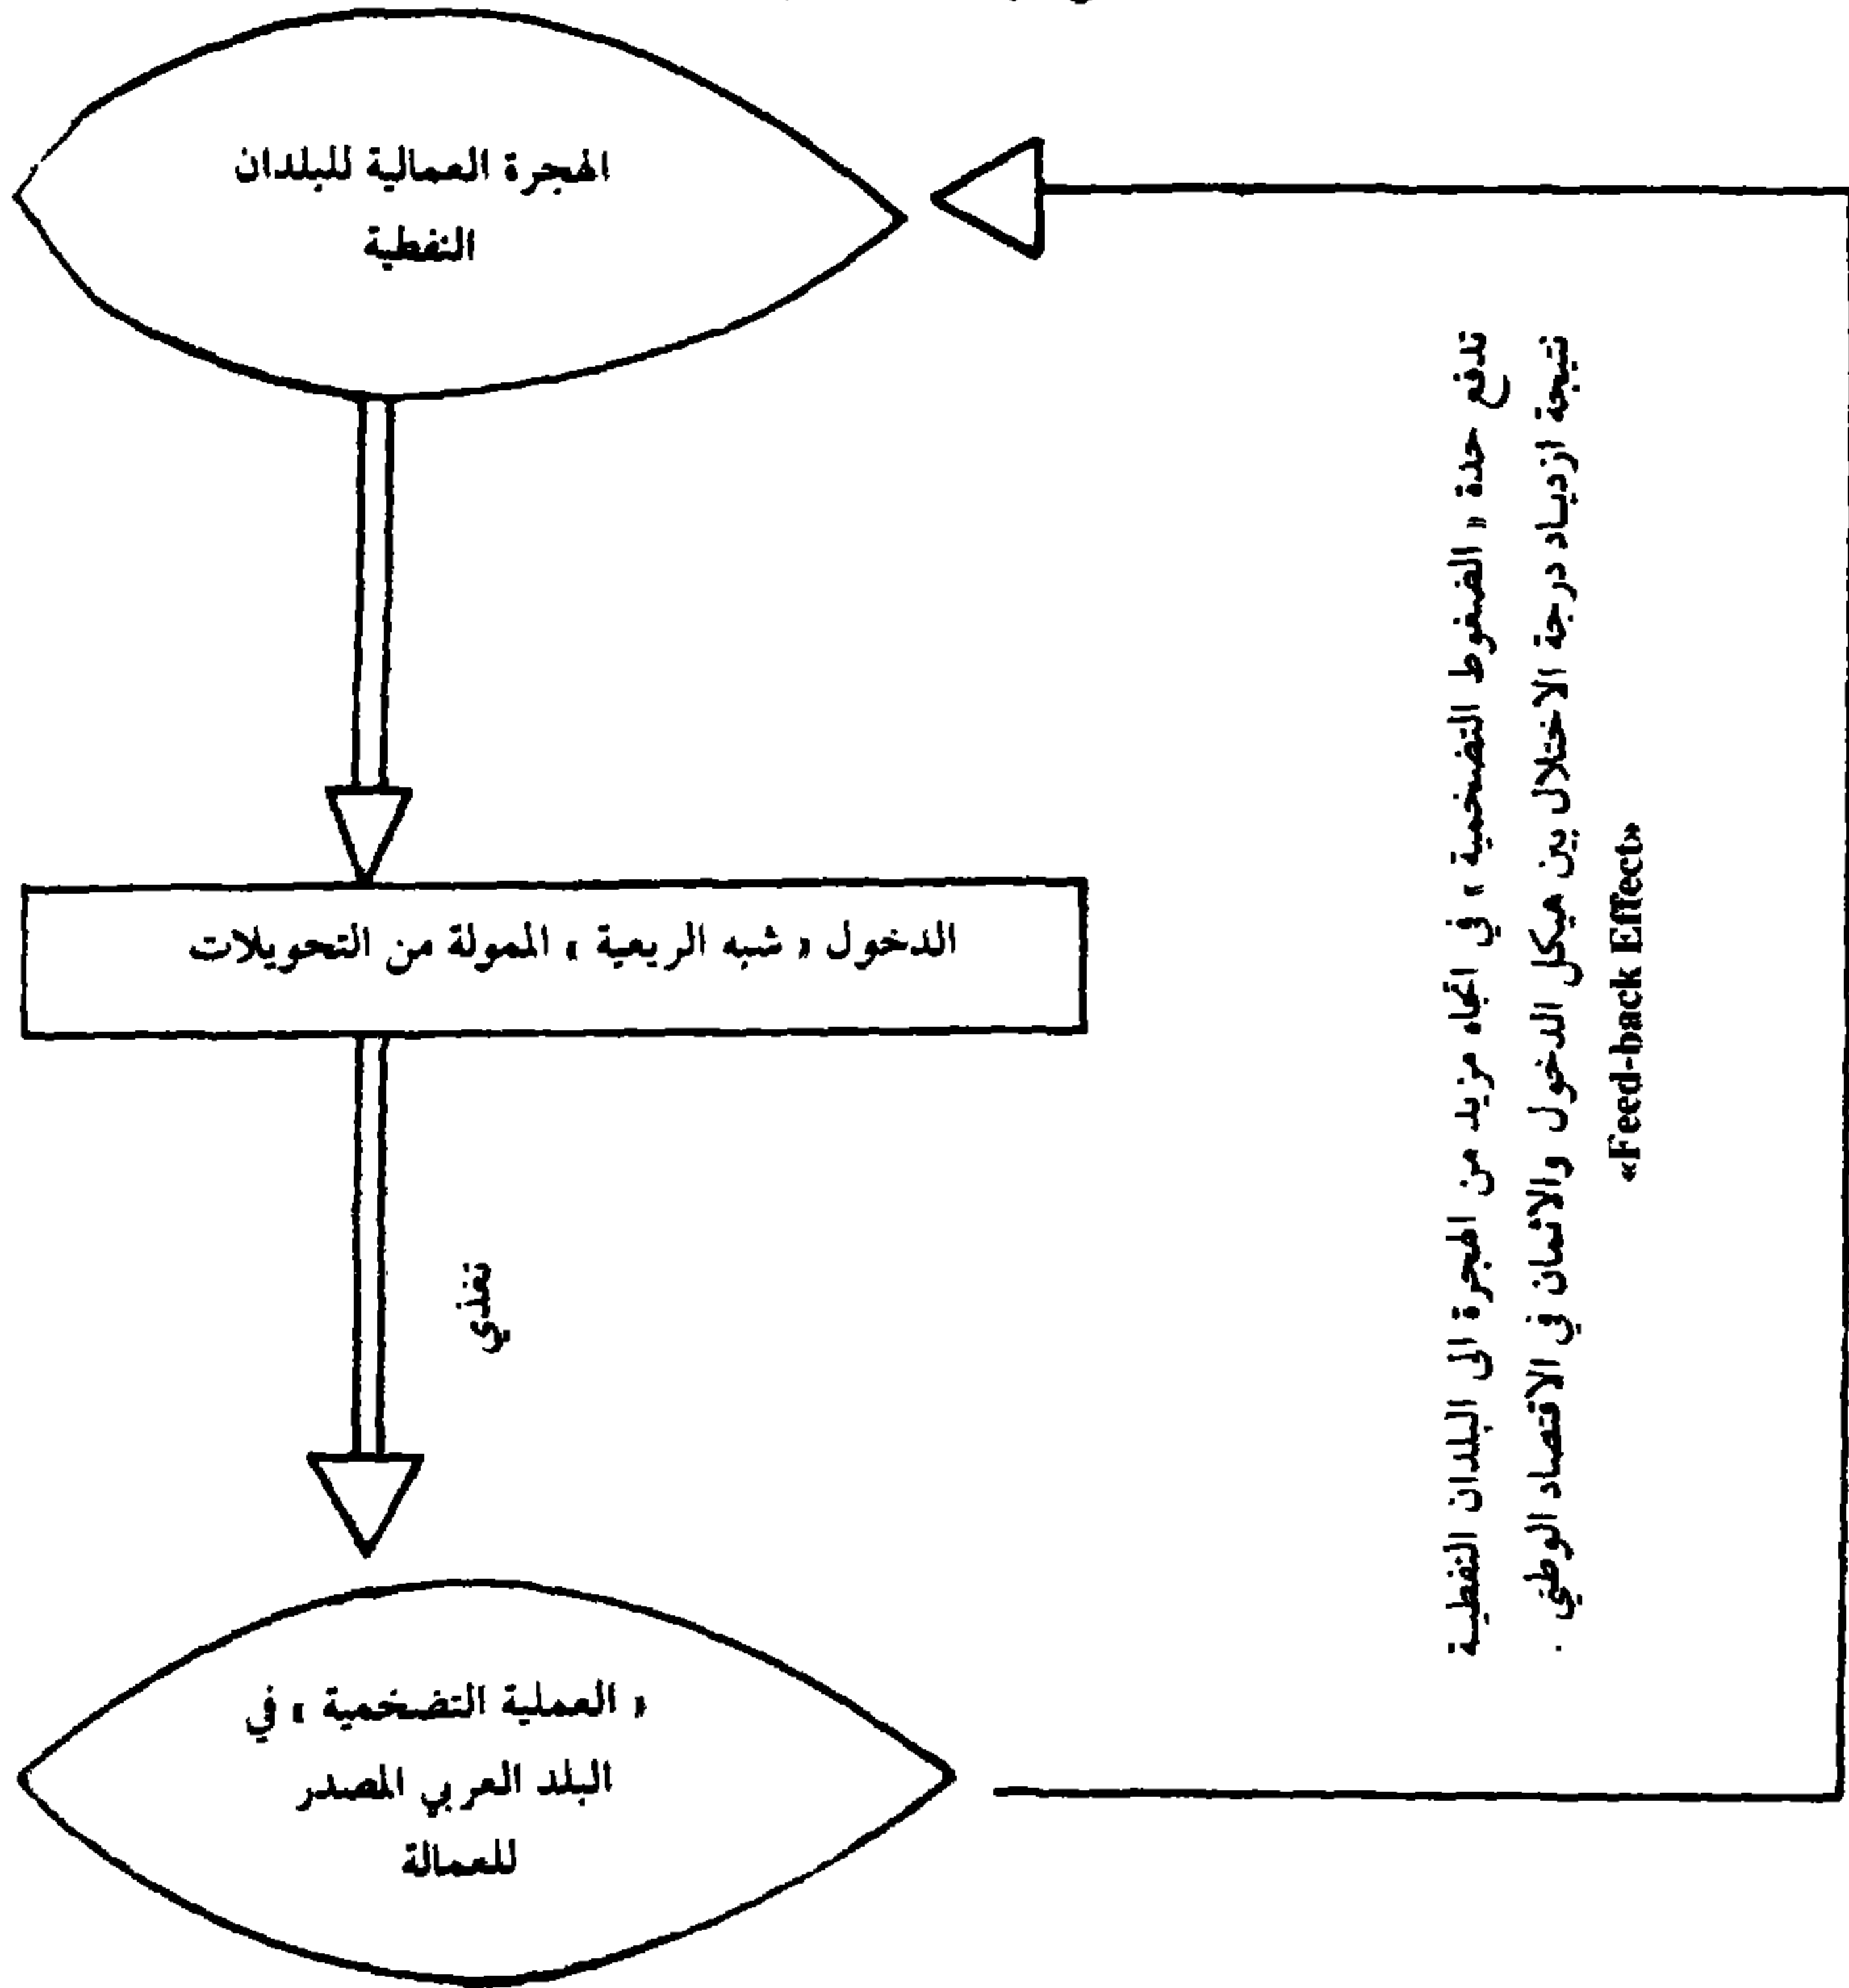 الهجرة العمالية للبلدان
النفطية
الدخول « شبه الريعية » الممولة من التحويلات
تغذي
« العملية التضخمية » في
البلد العربي المصدر
للعمالة
تدفع حدة « الضغوط التضخمية » في اتجاه مزيد من الهجرة الى البلدان النفطية
نتيجة ازدياد درجة الاختلال بين هيكل الدخول والاثمان في الاقتصاد الوطني .
«Feed-back Effect»